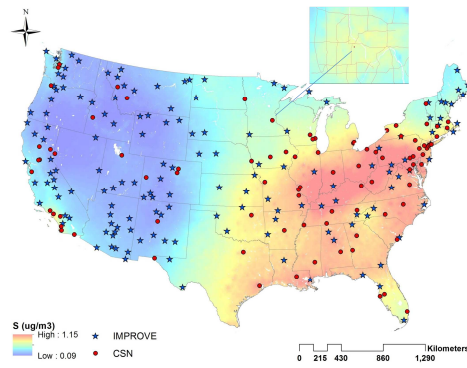 N
S (ug/m3)
High : 1.15
Low : 0.09
IMPROVE
CSN
Kilometers
0 215 430 860 1,290